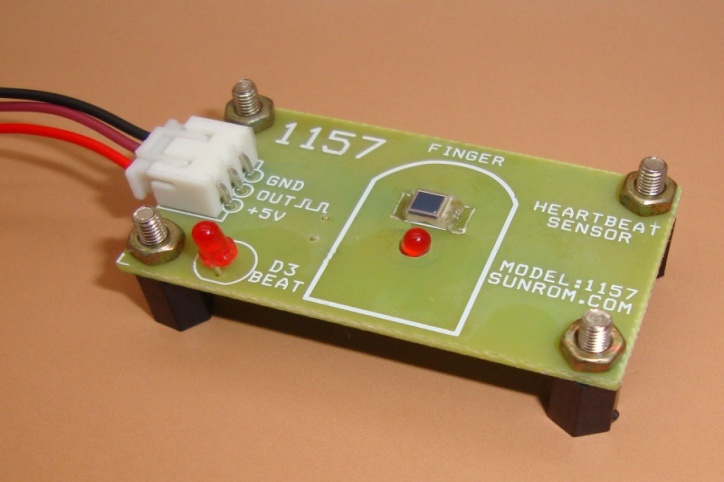 1157
FINGER
GND
OUT
+5V
HEARTBEAT
SENSOR
D3
BEAT
MODEL:1157
SUNROM.COM